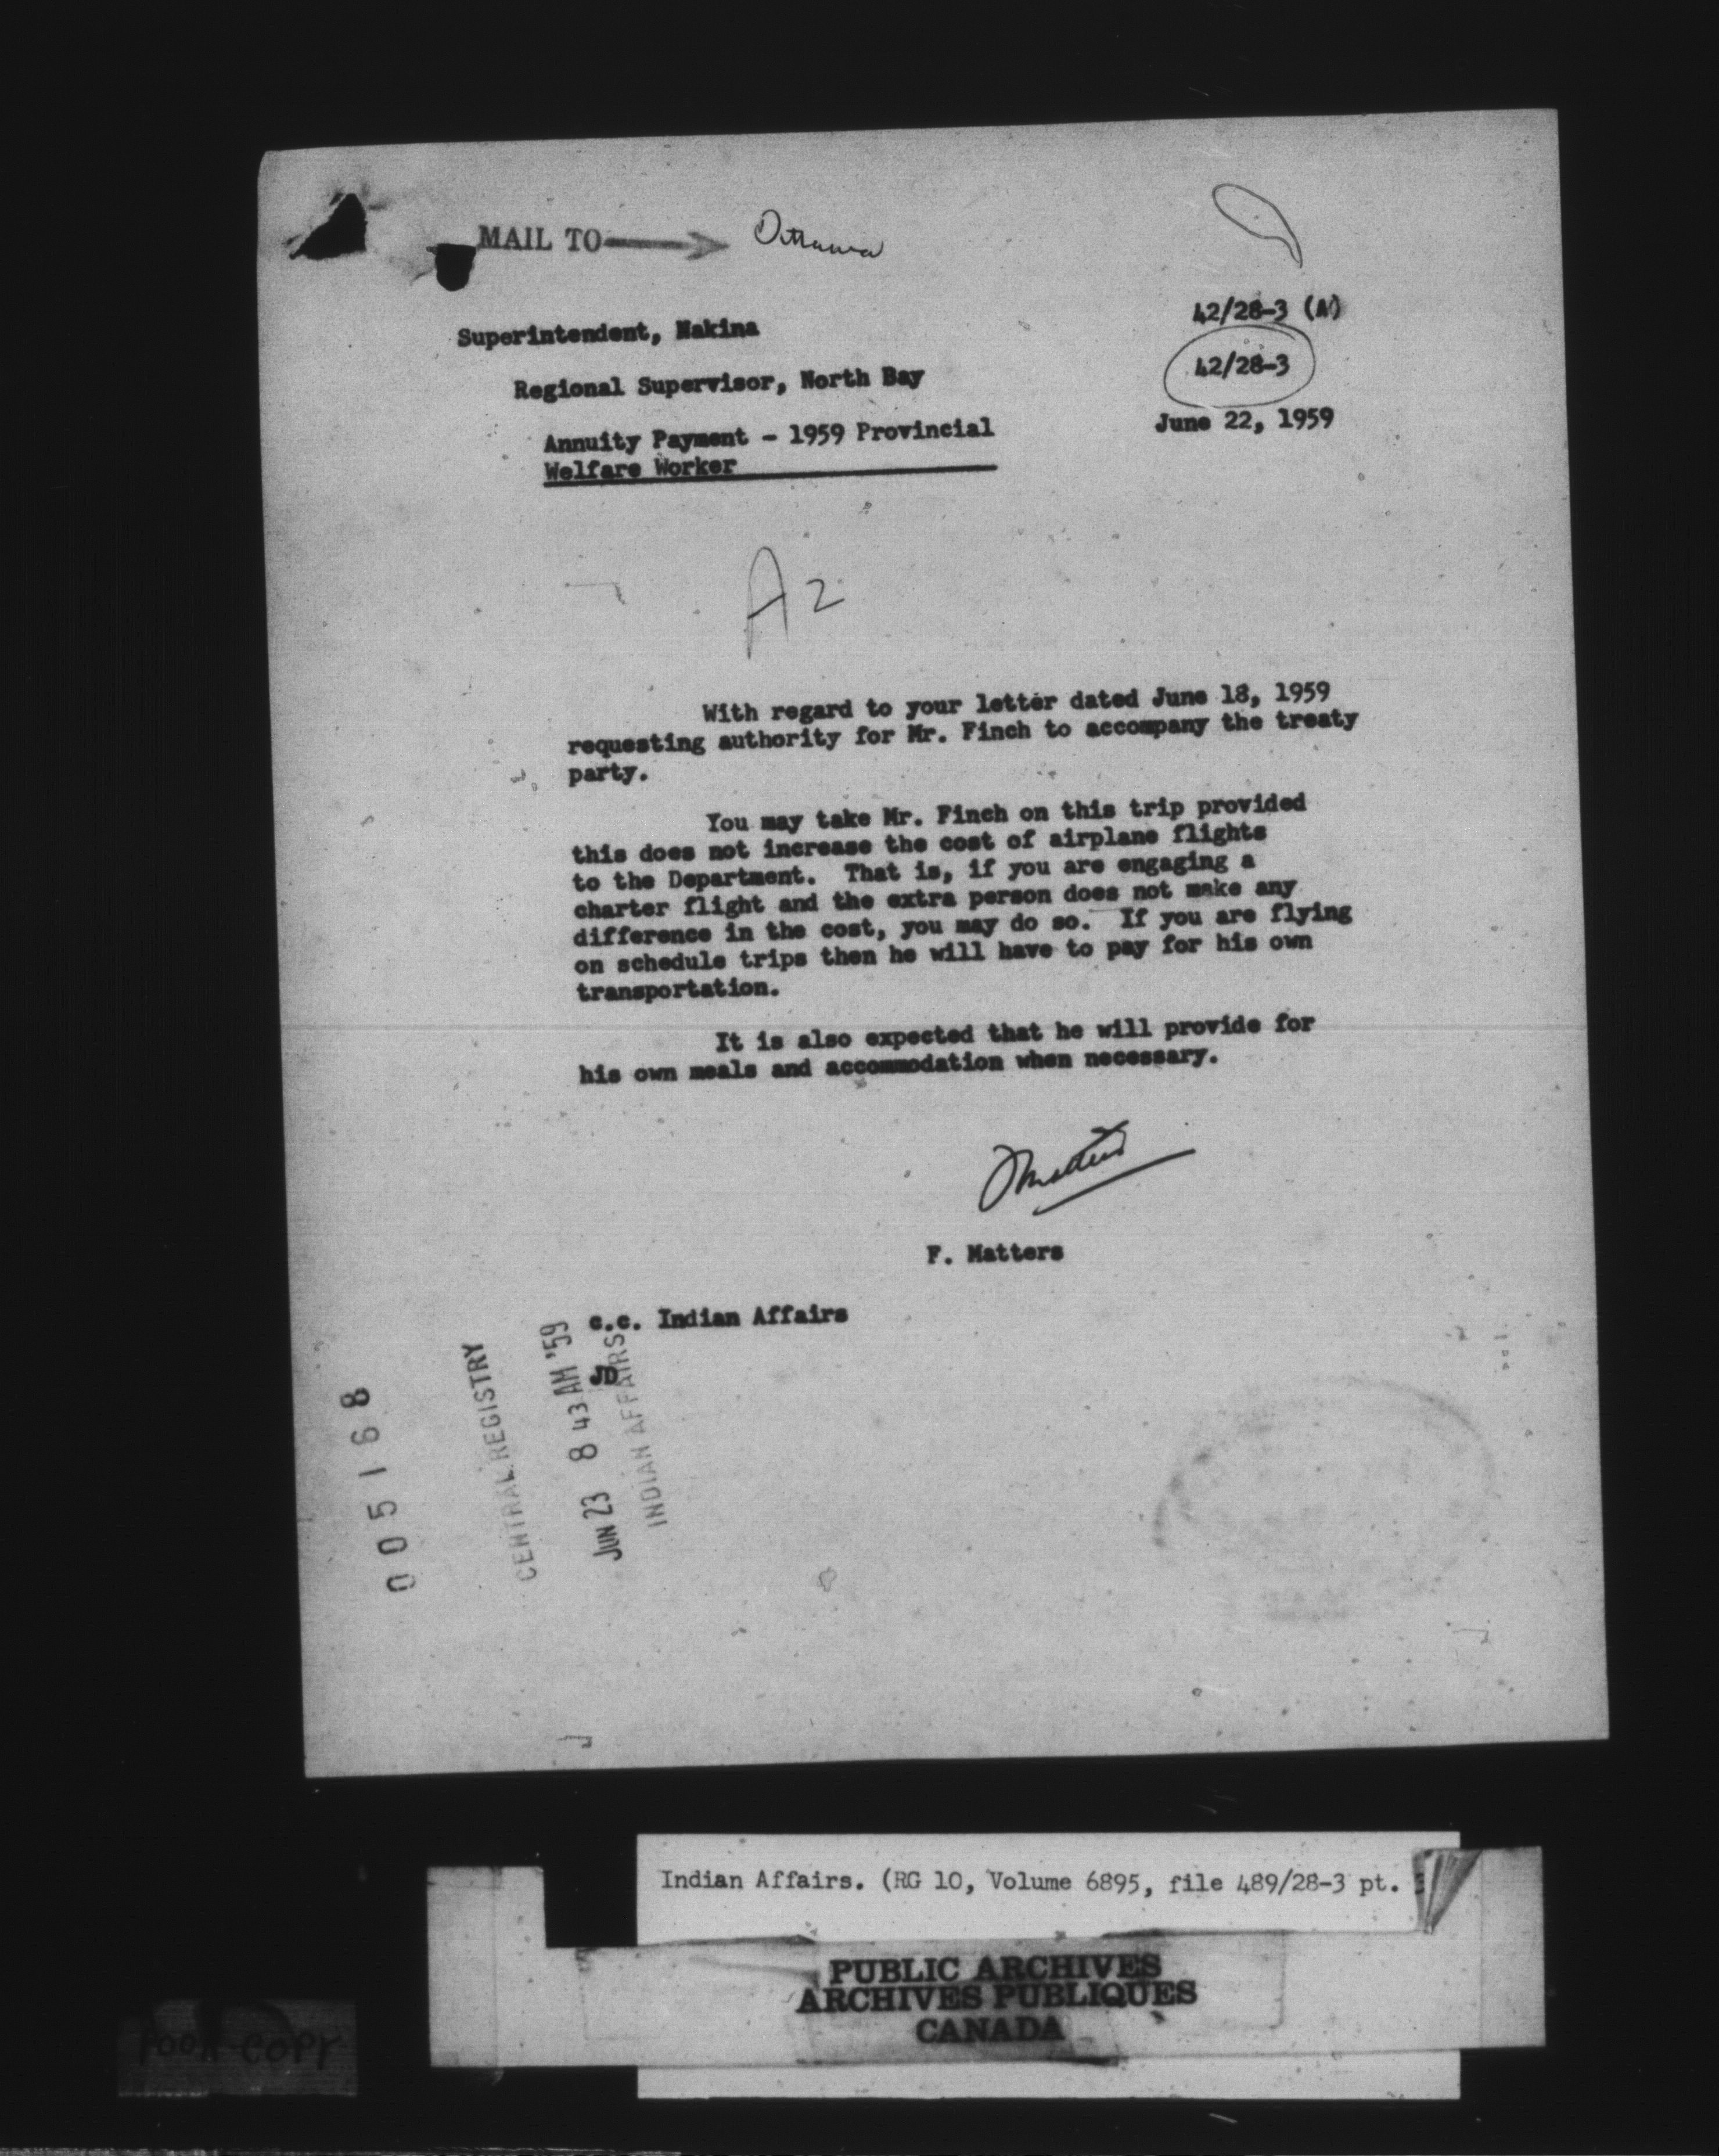 MAIL TO → Ottawa
42/28-3 (A)
Superintendent, Nakina
42/28-3
Regional Supervisor, North Bay
June 22, 1959
Annuity Payment - 1959 Provincial
Welfare Worker
A2
With regard to your letter dated June 18, 1959
requesting authority for Mr. Finch to accompany the treaty
party.
You may take Mr. Finch on this trip provided
this does not increase the cost of airplane flights
to the Department. That is, if you are engaging a
charter flight and the extra person does not make any
difference in the cost, you may do so. If you are flying
on schedule trips then he will have to pay for his own
transportation.
It is also expected that he will provide for
his own meals and accommodation when necessary.
F. Matters
c.c. Indian Affairs
JD
005168
CENTRAL REGISTRY
JUN 23 8 43 AM '59
INDIAN AFFAIRS
Indian Affairs. (RG 10, Volume 6895, file 489/28-3 pt.
PUBLIC ARCHIVES
ARCHIVES PUBLIQUES
CANADA
POOR COPY